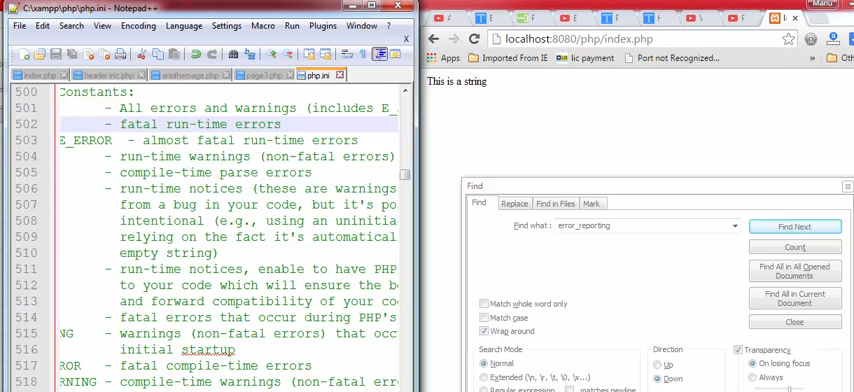 C:\xampp\php\php.ini - Notepad++
File Edit Search View Encoding Language Settings Macro Run Plugins Window ?
index.php header.inc.php anotherpage.php page3.php php.ini
500 Constants:
501 - All errors and warnings (includes E_
502 - fatal run-time errors
503 E_ERROR - almost fatal run-time errors
504 - run-time warnings (non-fatal errors)
505 - compile-time parse errors
506 - run-time notices (these are warnings
507 from a bug in your code, but it's po
508 intentional (e.g., using an uninitia
509 relying on the fact it's automatical
510 empty string)
511 - run-time notices, enable to have PHP
512 to your code which will ensure the be
513 and forward compatibility of your co
514 - fatal errors that occur during PHP's
515 NG - warnings (non-fatal errors) that oc
516 initial startup
517 ROR - fatal compile-time errors
518 RNING - compile-time warnings (non-fatal err
Manu
localhost:8080/php/index.php
Apps Imported From IE lic payment Port not Recognized.
This is a string
Find
Find Replace Find in Files Mark
Find what : error_reporting
Find Next
Count
Find All in All Opened Documents
Find All in Current Document
Close
Match whole word only
Match case
Wrap around
Search Mode
Normal
Extended (\n, \r, \t, \0, \x...)
Regular expression . matches newline
Direction
Up
Down
Transparency
On losing focus
Always